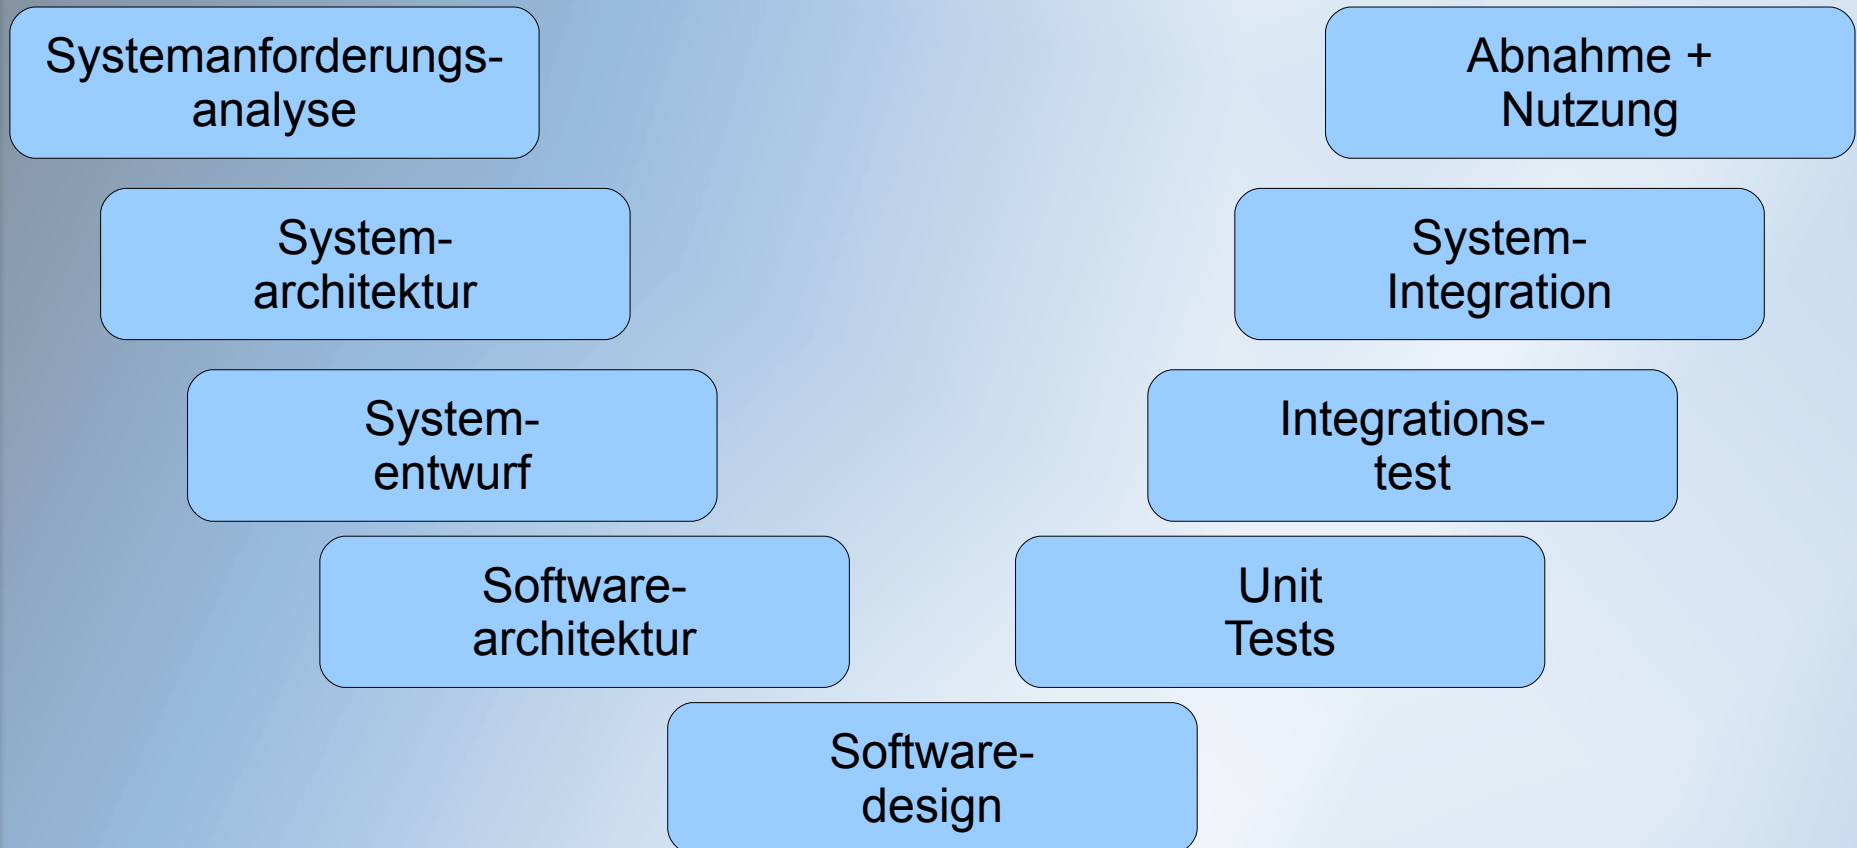 Systemanforderungs-
analyse
Abnahme +
Nutzung
System-
architektur
System-
Integration
System-
entwurf
Integrations-
test
Software-
architektur
Unit
Tests
Software-
design